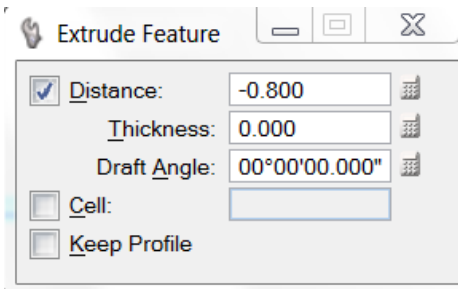 Extrude Feature
Distance: -0.800
Thickness: 0.000
Draft Angle: 00°00'00.000"
Cell:
Keep Profile